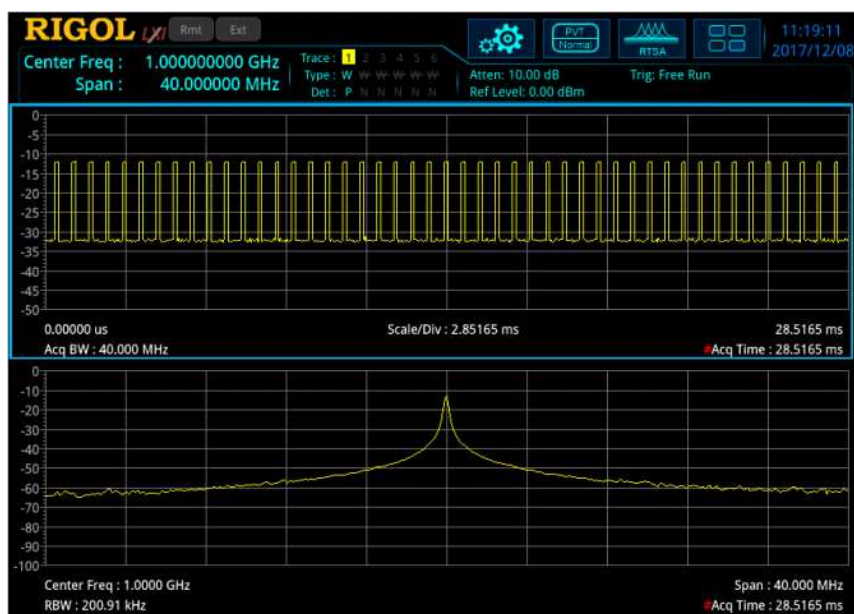 RIGOL LXI Rmt Ext
PVT
Normal
RTSA
11:19:11
2017/12/08
Center Freq : 1.000000000 GHz
Span : 40.000000 MHz
Trace : 1 2 3 4 5 6
Type : W W W W W W
Det : P N N N N N
Atten: 10.00 dB
Trig: Free Run
Ref Level: 0.00 dBm
0
-5
-10
-15
-20
-25
-30
-35
-40
-45
-50
0.00000 us
Scale/Div : 2.85165 ms
28.5165 ms
Acq BW : 40.000 MHz
#Acq Time : 28.5165 ms
0
-10
-20
-30
-40
-50
-60
-70
-80
-90
-100
Center Freq : 1.0000 GHz
Span : 40.000 MHz
RBW : 200.91 kHz
#Acq Time : 28.5165 ms